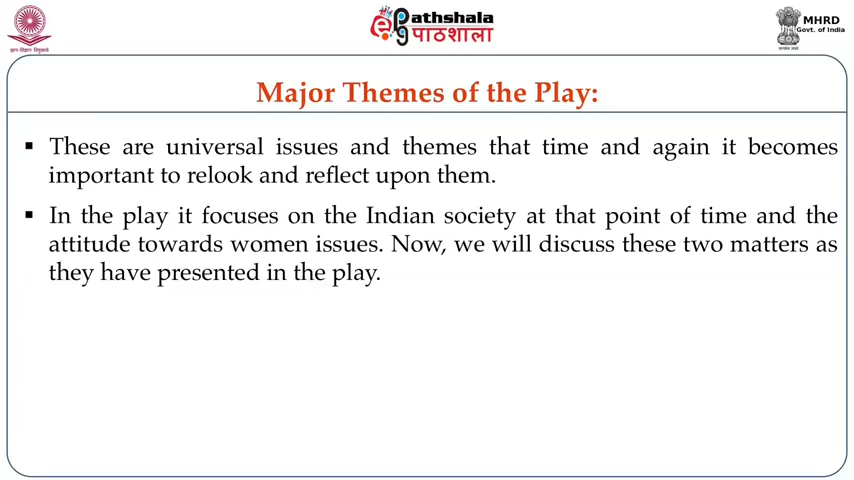 ePathshala
पाठशाला
MHRD
Govt. of India
Major Themes of the Play:
▪ These are universal issues and themes that time and again it becomes
important to relook and reflect upon them.
▪ In the play it focuses on the Indian society at that point of time and the
attitude towards women issues. Now, we will discuss these two matters as
they have presented in the play.